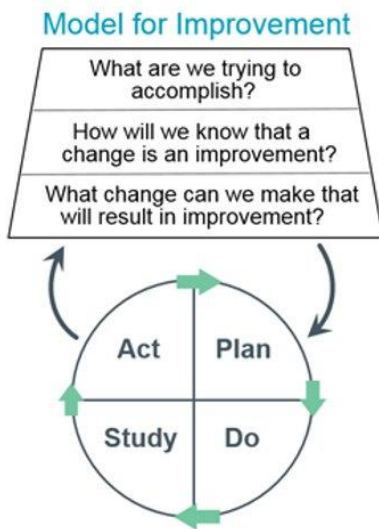 Model for Improvement
What are we trying to
accomplish?
How will we know that a
change is an improvement?
What change can we make that
will result in improvement?
Act
Plan
Study
Do